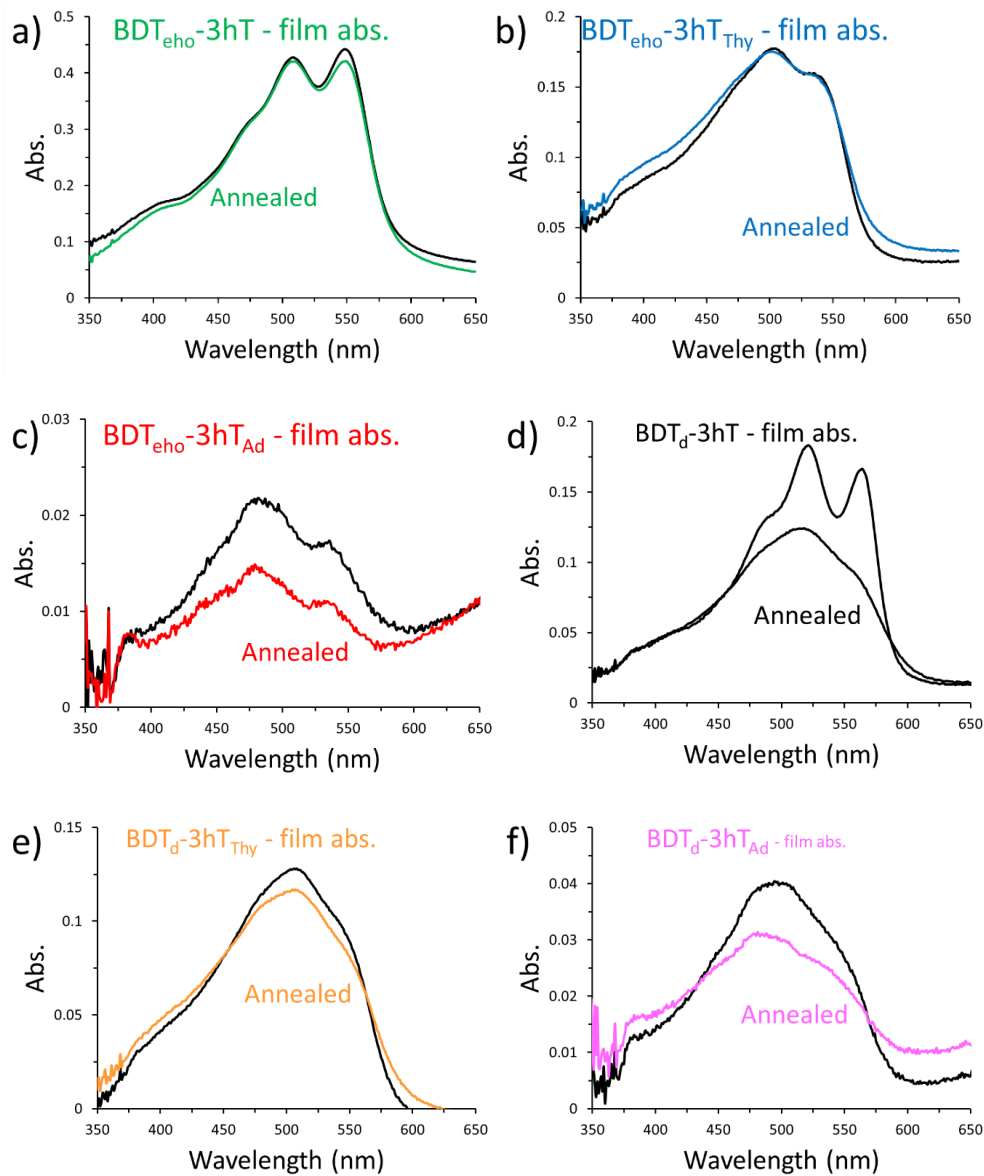 a)
BDTeho-3hT - film abs.
0.5
0.4
0.3
0.2
0.1
0
Abs.
Annealed
350 400 450 500 550 600 650
Wavelength (nm)
b)
BDTeho-3hTThy - film abs.
0.2
0.15
0.1
0.05
0
Abs.
Annealed
350 400 450 500 550 600 650
Wavelength (nm)
c)
BDTeho-3hTAd - film abs.
0.03
0.02
0.01
0
Abs.
Annealed
350 400 450 500 550 600 650
Wavelength (nm)
d)
BDTd-3hT - film abs.
0.2
0.15
0.1
0.05
0
Abs.
Annealed
350 400 450 500 550 600 650
Wavelength (nm)
e)
BDTd-3hTThy - film abs.
0.15
0.1
0.05
0
Abs.
Annealed
350 400 450 500 550 600 650
Wavelength (nm)
f)
BDTd-3hTAd - film abs.
0.05
0.04
0.03
0.02
0.01
0
Abs.
Annealed
350 400 450 500 550 600 650
Wavelength (nm)